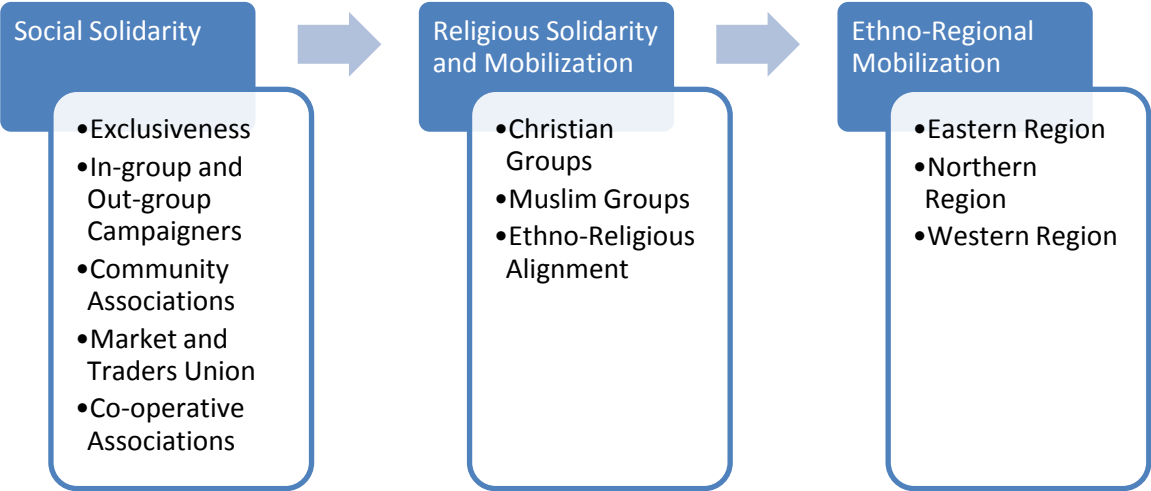 Social Solidarity
•Exclusiveness
•In-group and
Out-group
Campaigners
•Community
Associations
•Market and
Traders Union
•Co-operative
Associations
Religious Solidarity
and Mobilization
•Christian
Groups
•Muslim Groups
•Ethno-Religious
Alignment
Ethno-Regional
Mobilization
•Eastern Region
•Northern
Region
•Western Region